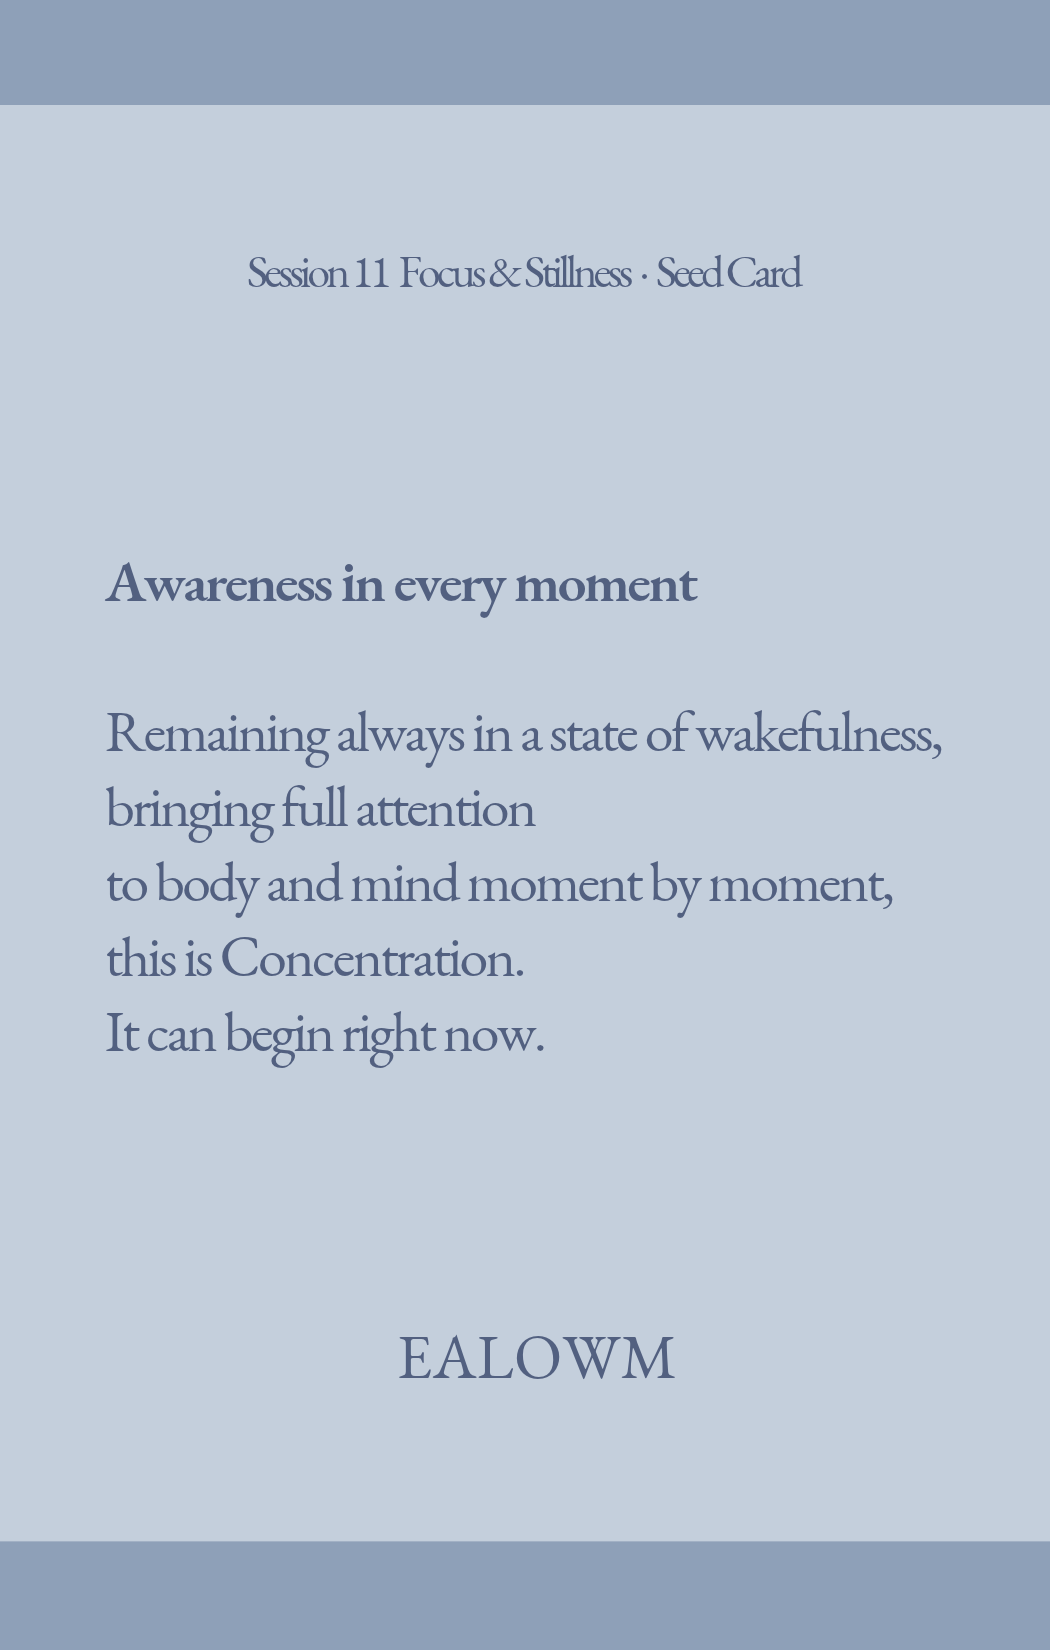 Session 11 Focus & Stillness · Seed Card
Awareness in every moment
Remaining always in a state of wakefulness,
bringing full attention
to body and mind moment by moment,
this is Concentration.
It can begin right now.
EALOWM